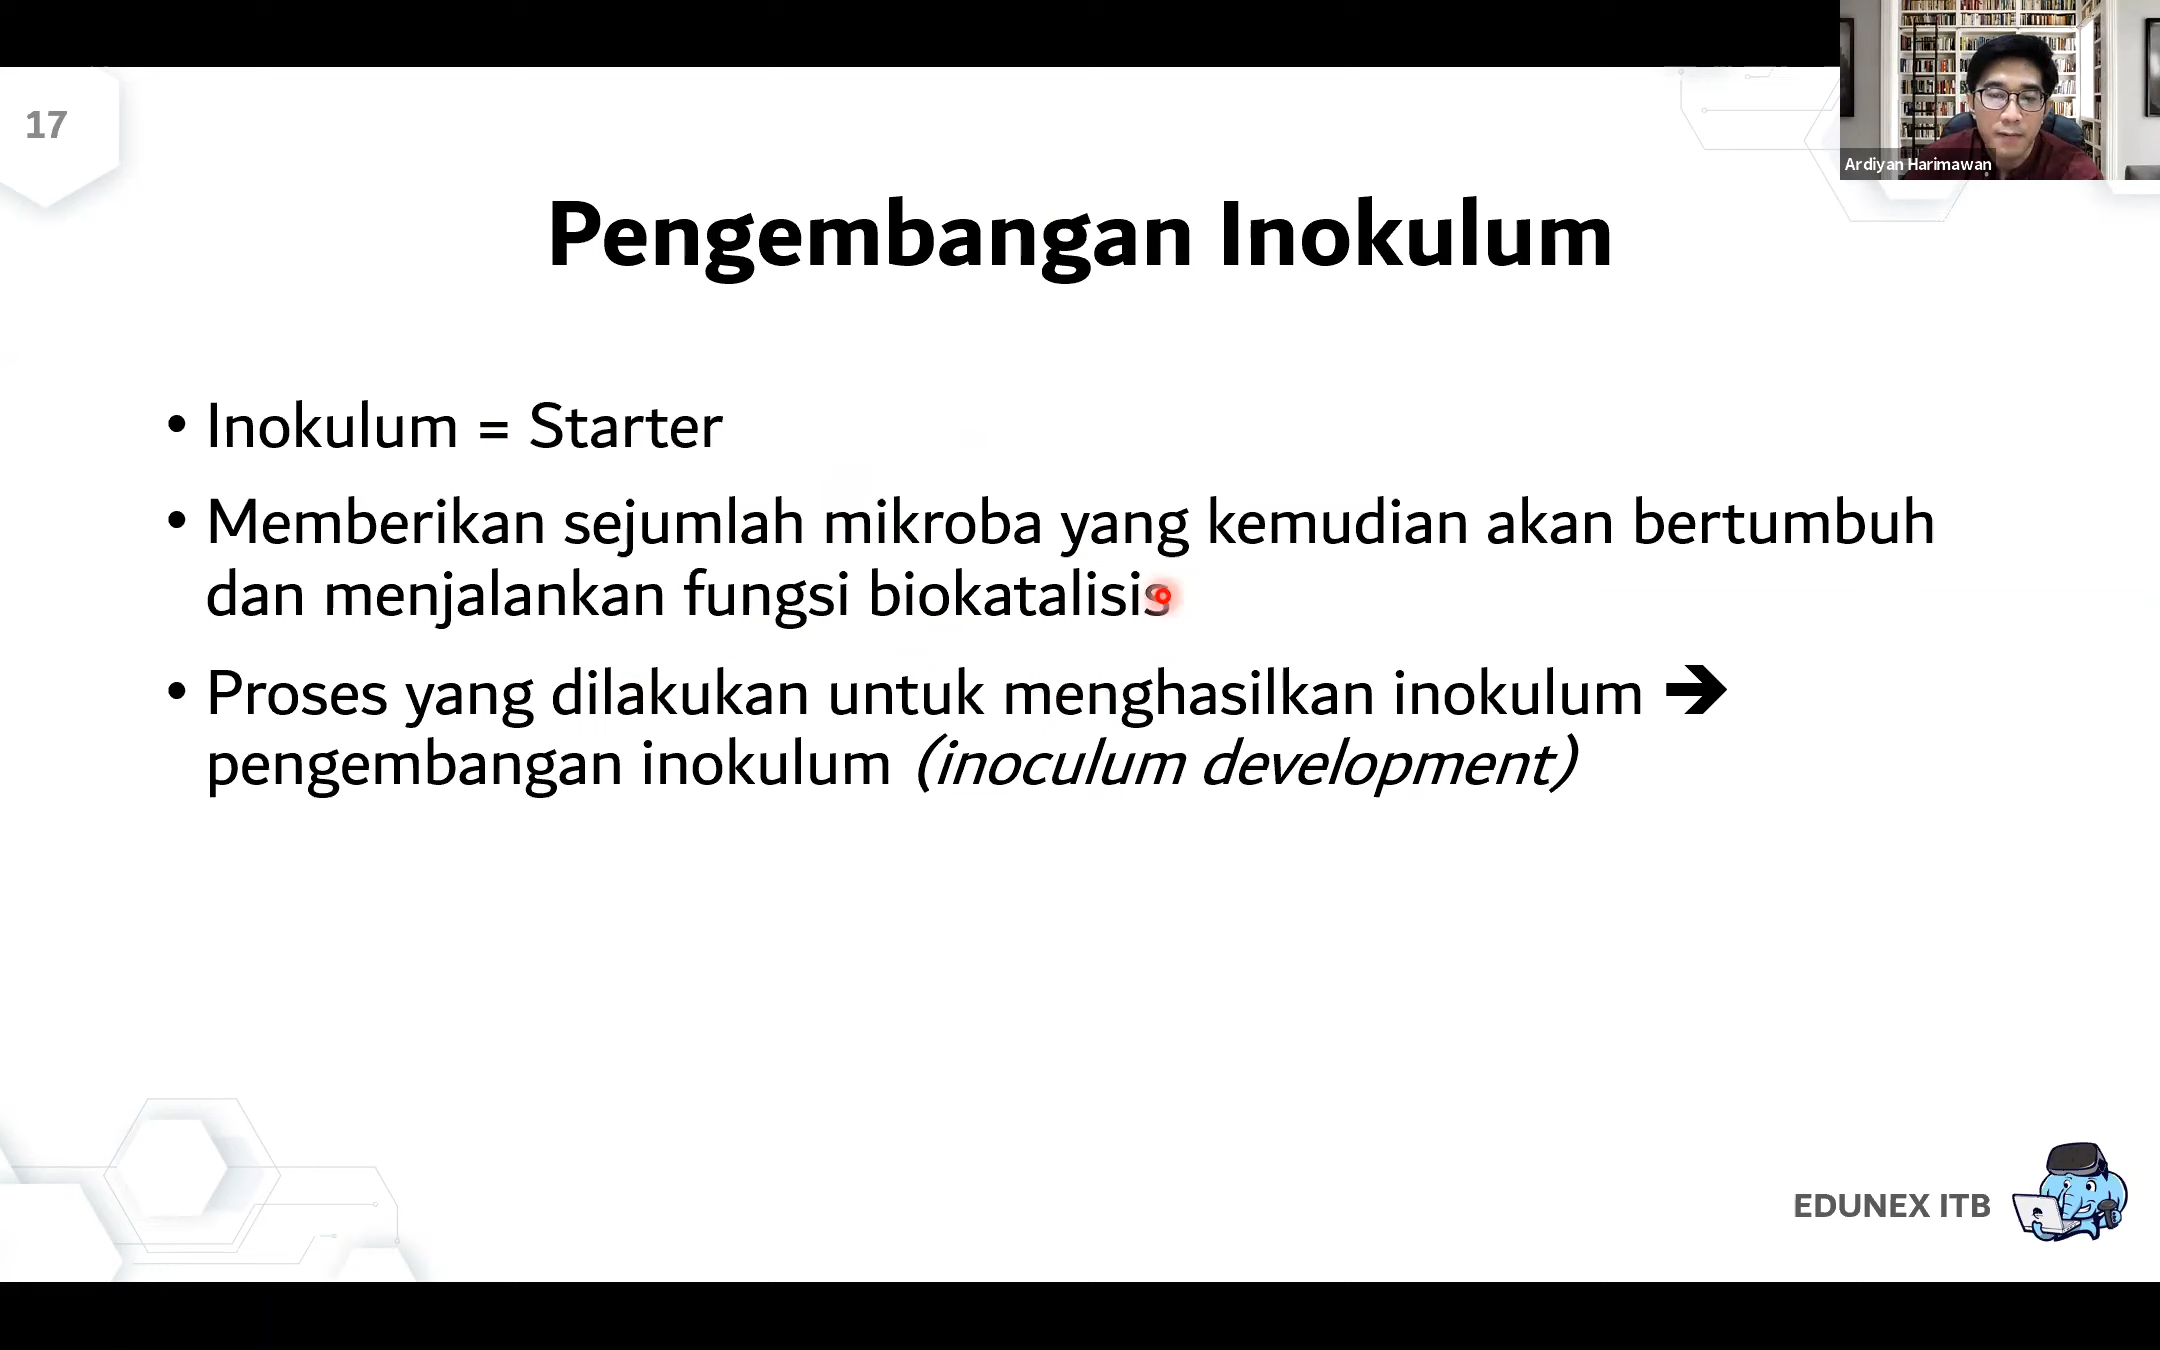 17
Ardiyan Harimawan
Pengembangan Inokulum
• Inokulum = Starter
• Memberikan sejumlah mikroba yang kemudian akan bertumbuh
dan menjalankan fungsi biokatalisis
• Proses yang dilakukan untuk menghasilkan inokulum ➔
pengembangan inokulum (inoculum development)
EDUNEX ITB